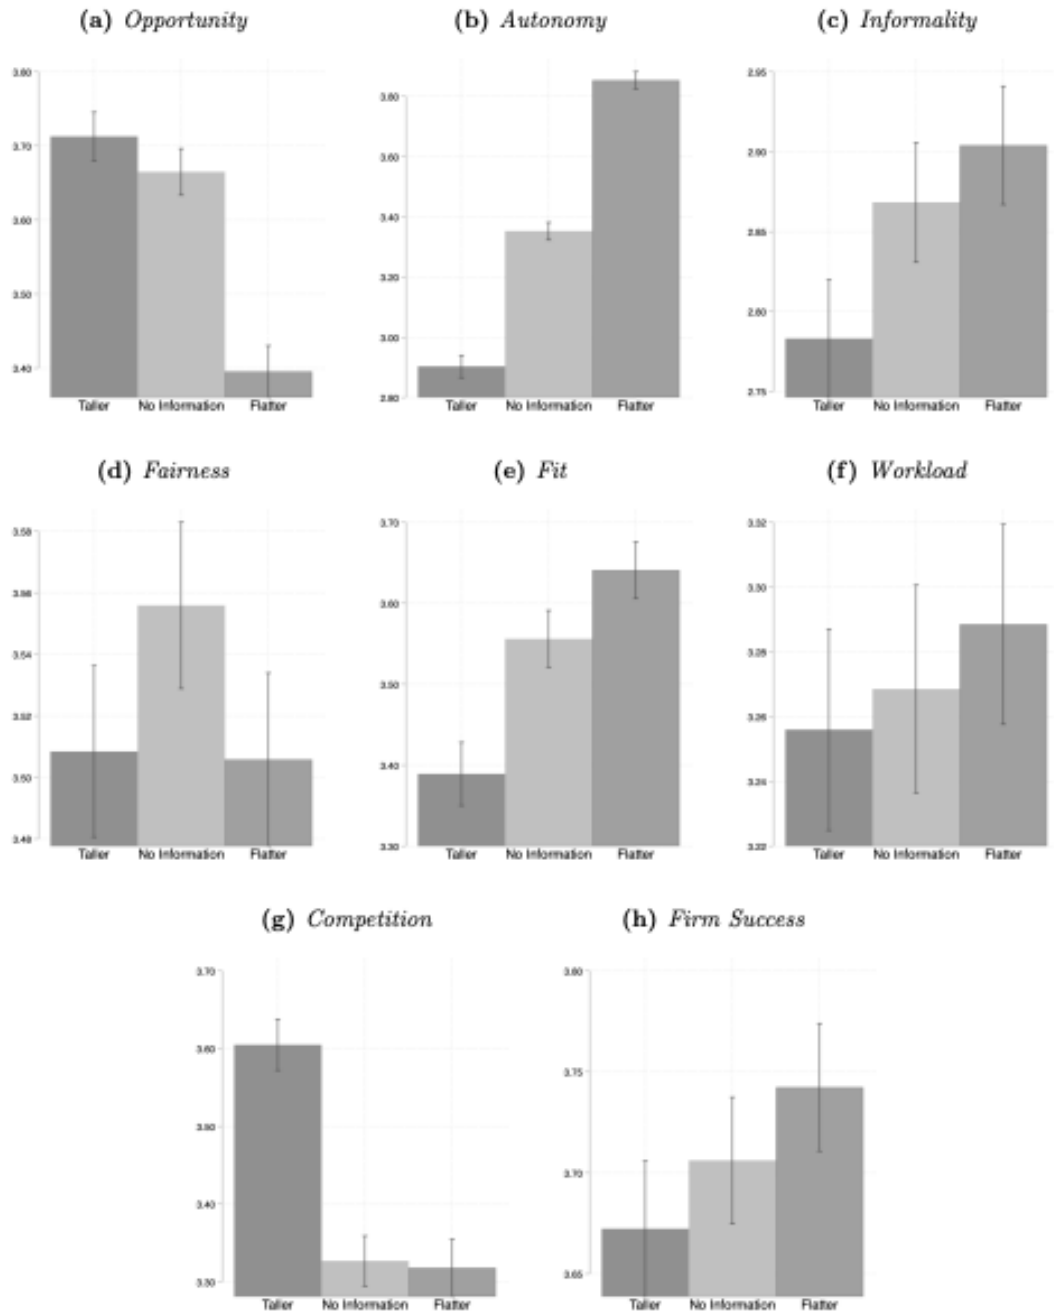 (a) Opportunity
3.80
3.70
3.60
3.50
3.40
Taller No Information Flatter
(b) Autonomy
3.80
3.60
3.40
3.20
3.00
2.80
Taller No Information Flatter
(c) Informality
2.95
2.90
2.85
2.80
2.75
Taller No Information Flatter
(d) Fairness
3.58
3.56
3.54
3.52
3.50
3.48
Taller No Information Flatter
(e) Fit
3.70
3.60
3.50
3.40
3.30
Taller No Information Flatter
(f) Workload
3.32
3.30
3.28
3.26
3.24
3.22
Taller No Information Flatter
(g) Competition
3.70
3.60
3.50
3.40
3.30
Taller No Information Flatter
(h) Firm Success
3.80
3.75
3.70
3.65
Taller No Information Flatter